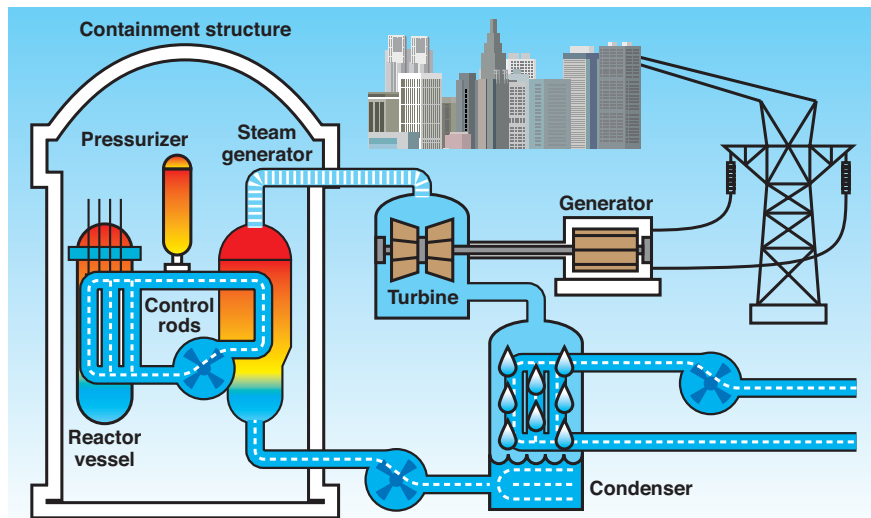 Containment structure
Pressurizer
Steam
generator
Generator
Control
rods
Turbine
Reactor
vessel
Condenser